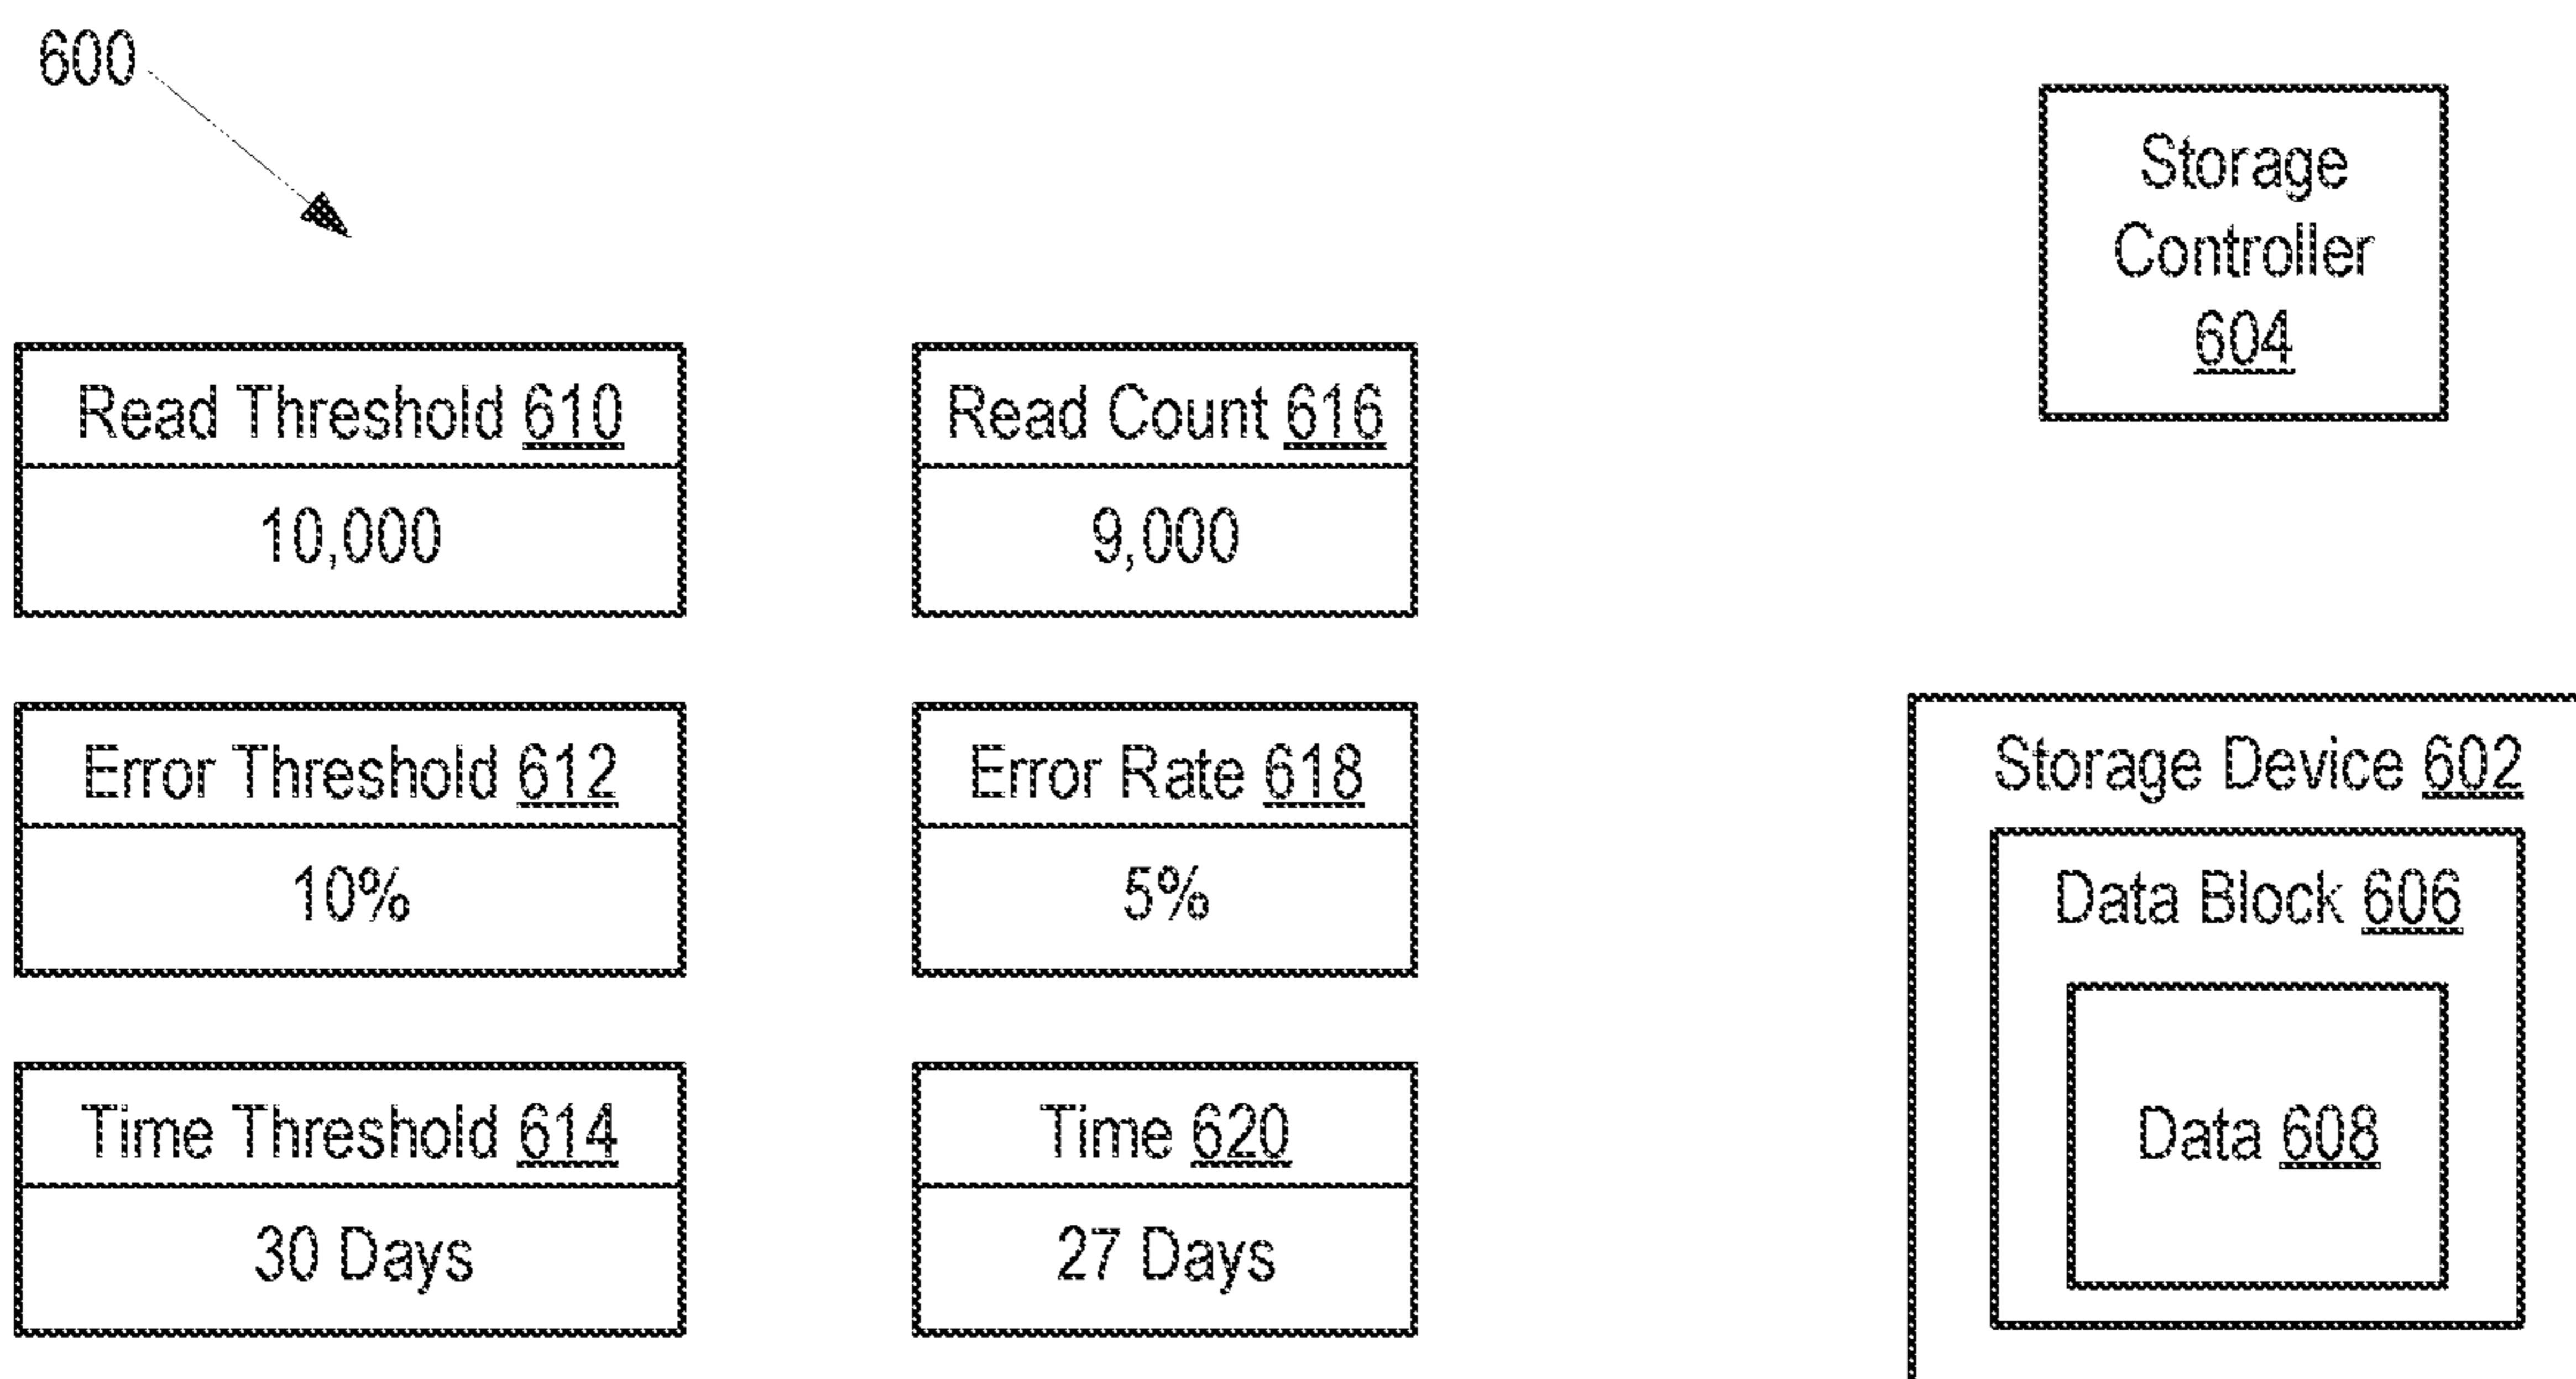 600
Storage
Controller
604
Read Threshold 610
10,000
Read Count 616
9,000
Error Threshold 612
10%
Error Rate 618
5%
Time Threshold 614
30 Days
Time 620
27 Days
Storage Device 602
Data Block 606
Data 608